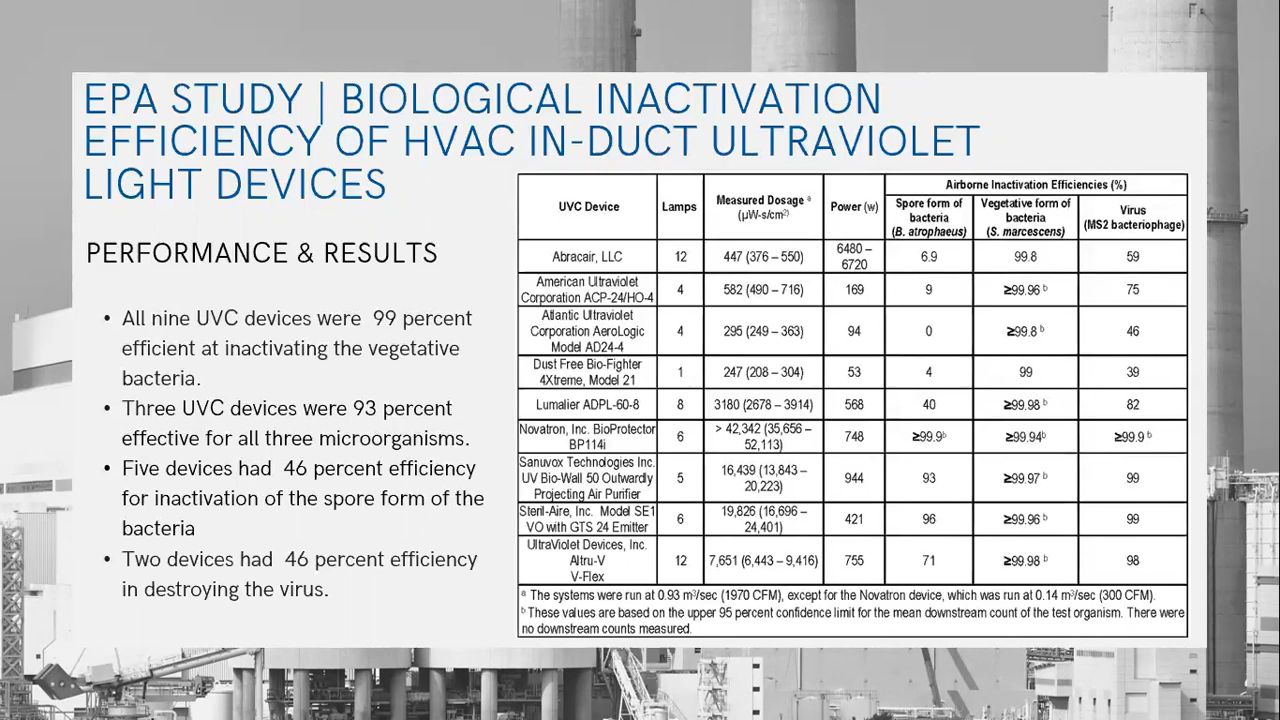 EPA STUDY | BIOLOGICAL INACTIVATION
EFFICIENCY OF HVAC IN-DUCT ULTRAVIOLET
LIGHT DEVICES
PERFORMANCE & RESULTS
• All nine UVC devices were 99 percent
efficient at inactivating the vegetative
bacteria.
• Three UVC devices were 93 percent
effective for all three microorganisms.
• Five devices had 46 percent efficiency
for inactivation of the spore form of the
bacteria
• Two devices had 46 percent efficiency
in destroying the virus.
Airborne Inactivation Efficiencies (%)
UVC Device Lamps Measured Dosage ᵃ (µW-s/cm²) Power (w) Spore form of bacteria (B. atrophaeus) Vegetative form of bacteria (S. marcescens) Virus (MS2 bacteriophage)
Abracair, LLC 12 447 (376 – 550) 6480 – 6720 6.9 99.8 59
American Ultraviolet Corporation ACP-24/HO-4 4 582 (490 – 716) 169 9 ≥99.96 ᵇ 75
Atlantic Ultraviolet Corporation AeroLogic Model AD24-4 4 295 (249 – 363) 94 0 ≥99.8 ᵇ 46
Dust Free Bio-Fighter 4Xtreme, Model 21 1 247 (208 – 304) 53 4 99 39
Lumalier ADPL-60-8 8 3180 (2678 – 3914) 568 40 ≥99.98 ᵇ 82
Novatron, Inc. BioProtector BP114i 6 > 42,342 (35,656 – 52,113) 748 ≥99.9ᵇ ≥99.94ᵇ ≥99.9 ᵇ
Sanuvox Technologies Inc. UV Bio-Wall 50 Outwardly Projecting Air Purifier 5 16,439 (13,843 – 20,223) 944 93 ≥99.97 ᵇ 99
Steril-Aire, Inc. Model SE1 VO with GTS 24 Emitter 6 19,826 (16,696 – 24,401) 421 96 ≥99.96 ᵇ 99
UltraViolet Devices, Inc. Altru-V V-Flex 12 7,651 (6,443 – 9,416) 755 71 ≥99.98 ᵇ 98
ᵃ The systems were run at 0.93 m³/sec (1970 CFM), except for the Novatron device, which was run at 0.14 m³/sec (300 CFM).
ᵇ These values are based on the upper 95 percent confidence limit for the mean downstream count of the test organism. There were
no downstream counts measured.